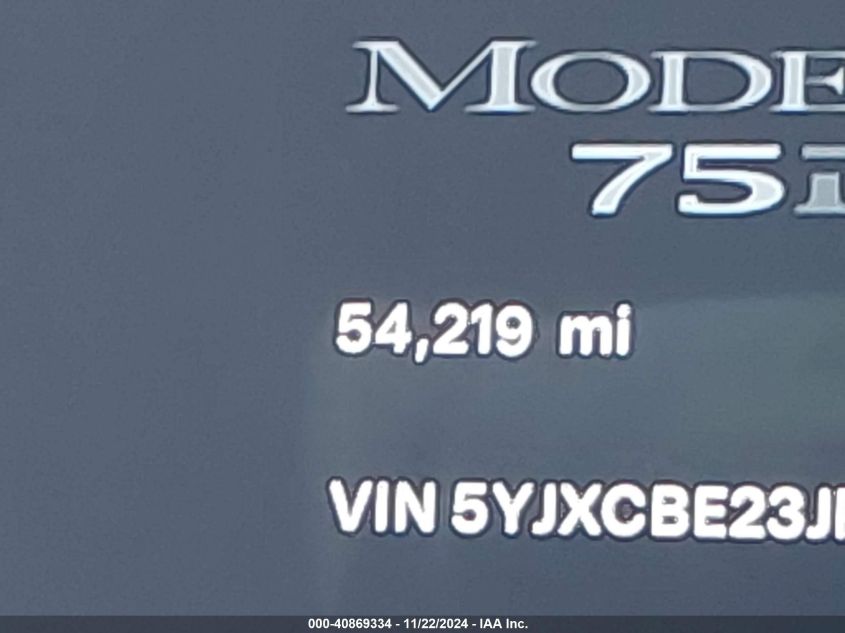 MODE
75
54,219 mi
VIN 5YJXCBE23J
000-40869334 - 11/22/2024 - IAA Inc.